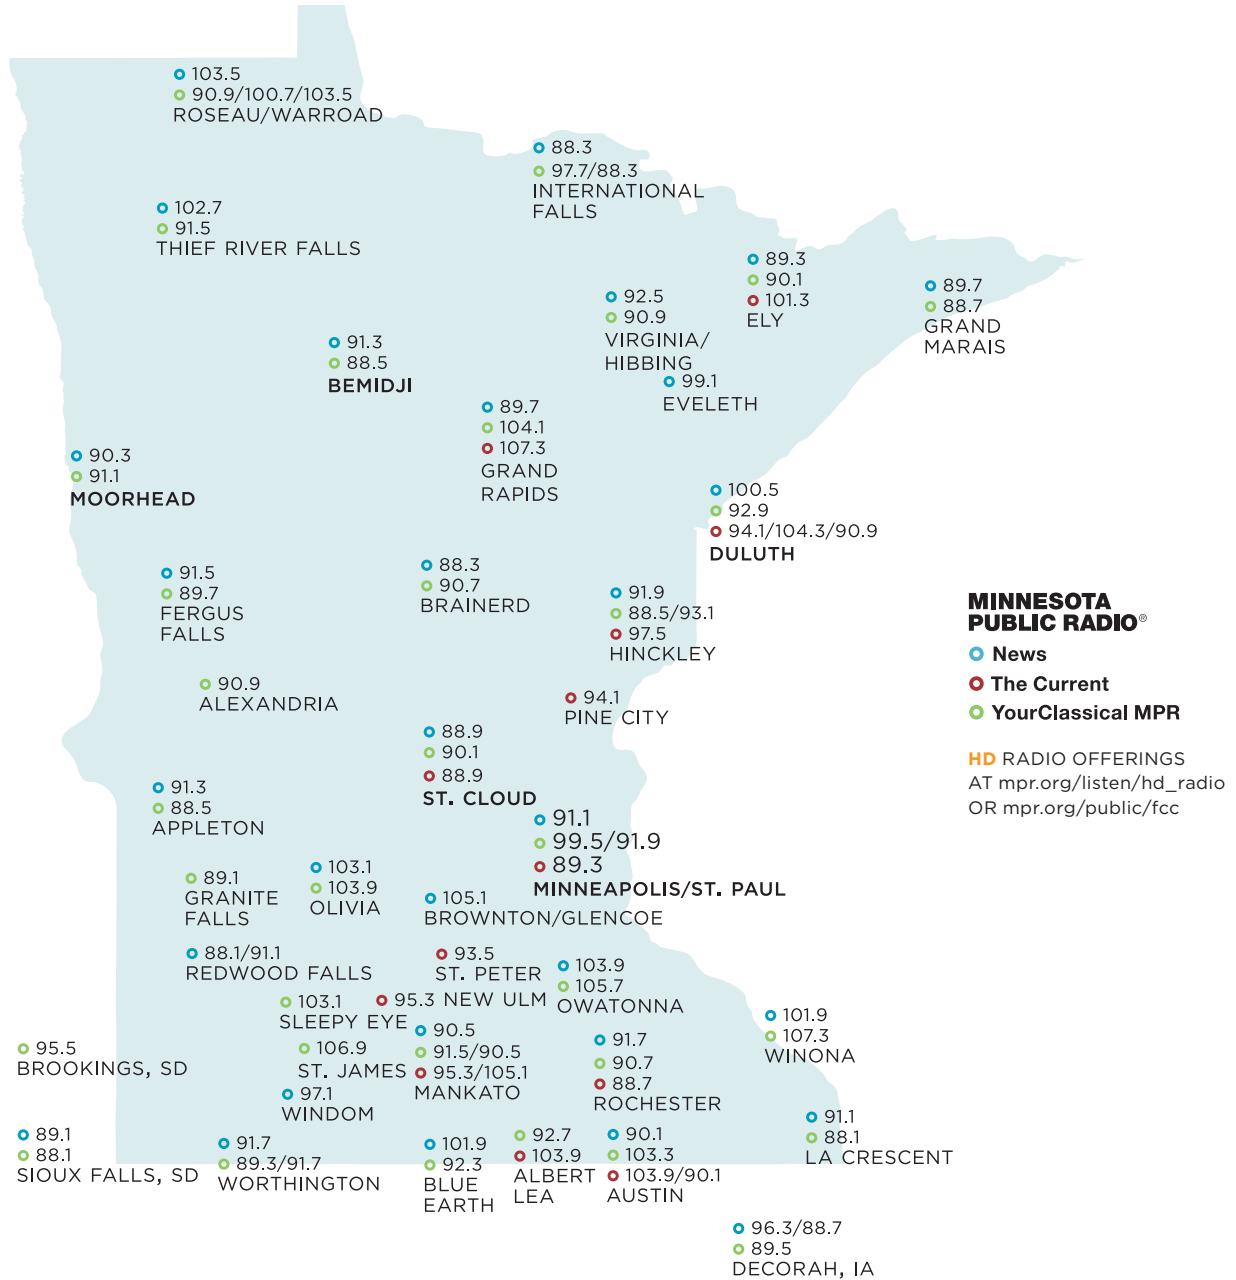 103.5
90.9/100.7/103.5
ROSEAU/WARROAD
88.3
97.7/88.3
INTERNATIONAL
FALLS
102.7
91.5
THIEF RIVER FALLS
89.3
90.1
101.3
ELY
89.7
88.7
GRAND
MARAIS
92.5
90.9
VIRGINIA/
HIBBING
99.1
EVELETH
91.3
88.5
BEMIDJI
89.7
104.1
107.3
GRAND
RAPIDS
90.3
91.1
MOORHEAD
100.5
92.9
94.1/104.3/90.9
DULUTH
91.5
89.7
FERGUS
FALLS
88.3
90.7
BRAINERD
91.9
88.5/93.1
97.5
HINCKLEY
MINNESOTA
PUBLIC RADIO®
News
The Current
YourClassical MPR
HD RADIO OFFERINGS
AT mpr.org/listen/hd_radio
OR mpr.org/public/fcc
90.9
ALEXANDRIA
94.1
PINE CITY
88.9
90.1
88.9
ST. CLOUD
91.3
88.5
APPLETON
91.1
99.5/91.9
89.3
MINNEAPOLIS/ST. PAUL
89.1
GRANITE
FALLS
103.1
103.9
OLIVIA
105.1
BROWNTON/GLENCOE
88.1/91.1
REDWOOD FALLS
93.5
ST. PETER
103.9
105.7
OWATONNA
103.1
SLEEPY EYE
95.3 NEW ULM
101.9
107.3
WINONA
95.5
BROOKINGS, SD
106.9
ST. JAMES
90.5
91.5/90.5
95.3/105.1
MANKATO
91.7
90.7
88.7
ROCHESTER
97.1
WINDOM
91.1
88.1
LA CRESCENT
89.1
88.1
SIOUX FALLS, SD
91.7
89.3/91.7
WORTHINGTON
101.9
92.3
BLUE
EARTH
92.7
103.9
ALBERT
LEA
90.1
103.3
103.9/90.1
AUSTIN
96.3/88.7
89.5
DECORAH, IA